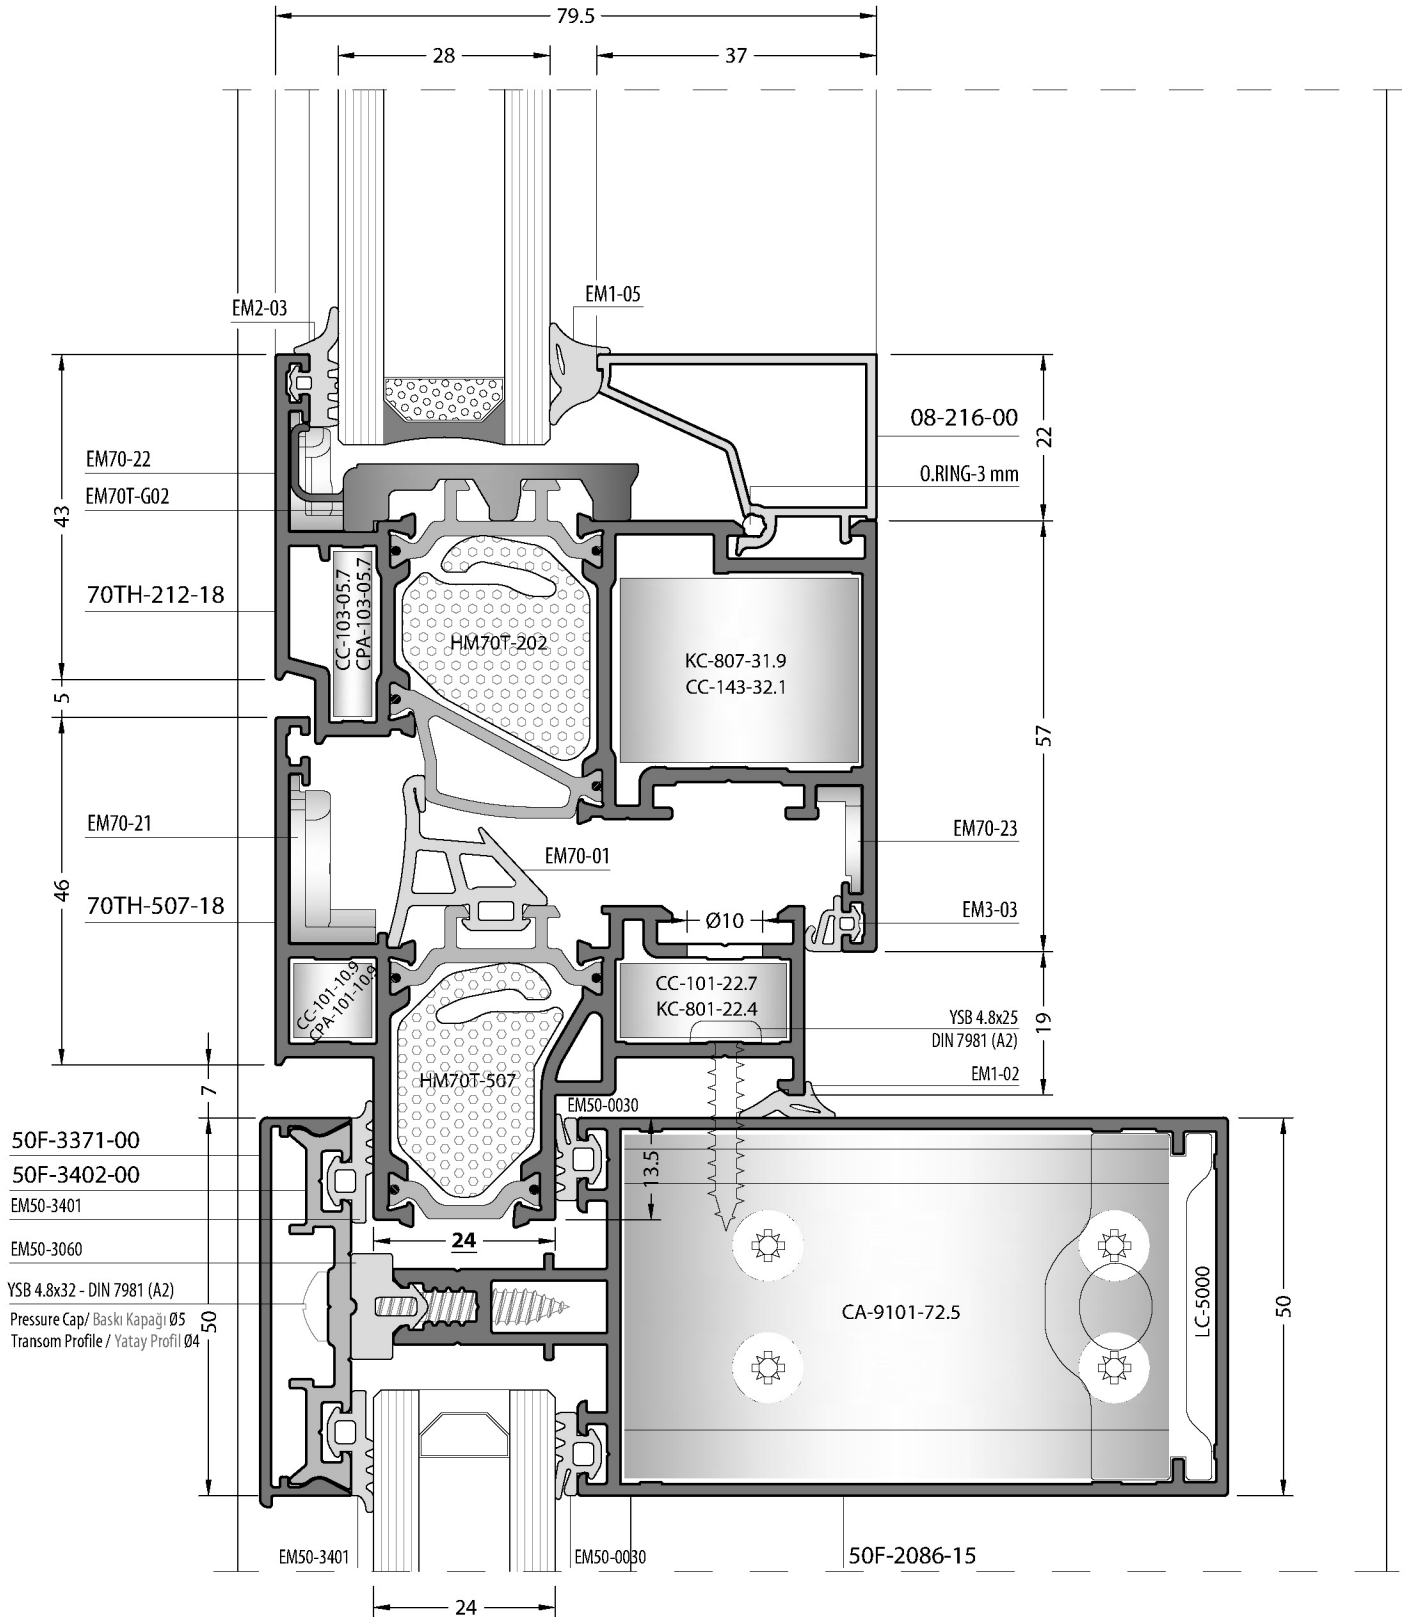 79.5
28
37
EM2-03
EM1-05
08-216-00
22
O.RING-3 mm
EM70-22
EM70T-G02
43
70TH-212-18
CC-103-05.7
CPA-103-05.7
HM70T-202
KC-807-31.9
CC-143-32.1
5
57
EM70-21
EM70-01
EM70-23
46
70TH-507-18
Ø10
EM3-03
CC-101-10.9
CPA-101-10.9
CC-101-22.7
KC-801-22.4
YSB 4.8x25
DIN 7981 (A2)
19
EM1-02
7
HM70T-507
EM50-0030
50F-3371-00
50F-3402-00
EM50-3401
13.5
EM50-3060
24
YSB 4.8x32 - DIN 7981 (A2)
Pressure Cap/ Baskı Kapağı Ø5
Transom Profile / Yatay Profil Ø4
50
CA-9101-72.5
LC-5000
50
EM50-3401
EM50-0030
50F-2086-15
24